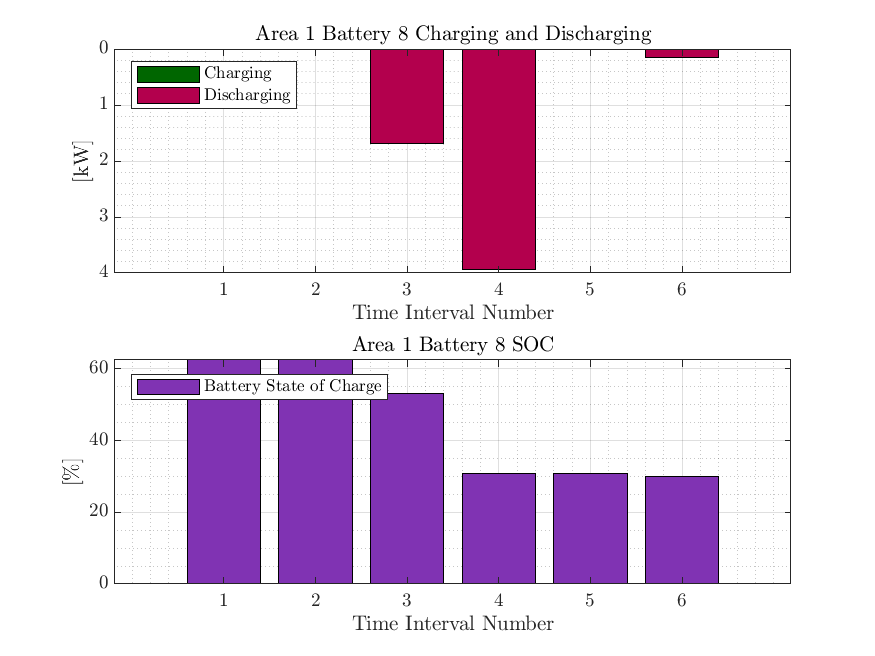 Area 1 Battery 8 Charging and Discharging
0
1
2
3
4
[kW]
Charging
Discharging
1 2 3 4 5 6
Time Interval Number
Area 1 Battery 8 SOC
60
40
20
0
[%]
Battery State of Charge
1 2 3 4 5 6
Time Interval Number